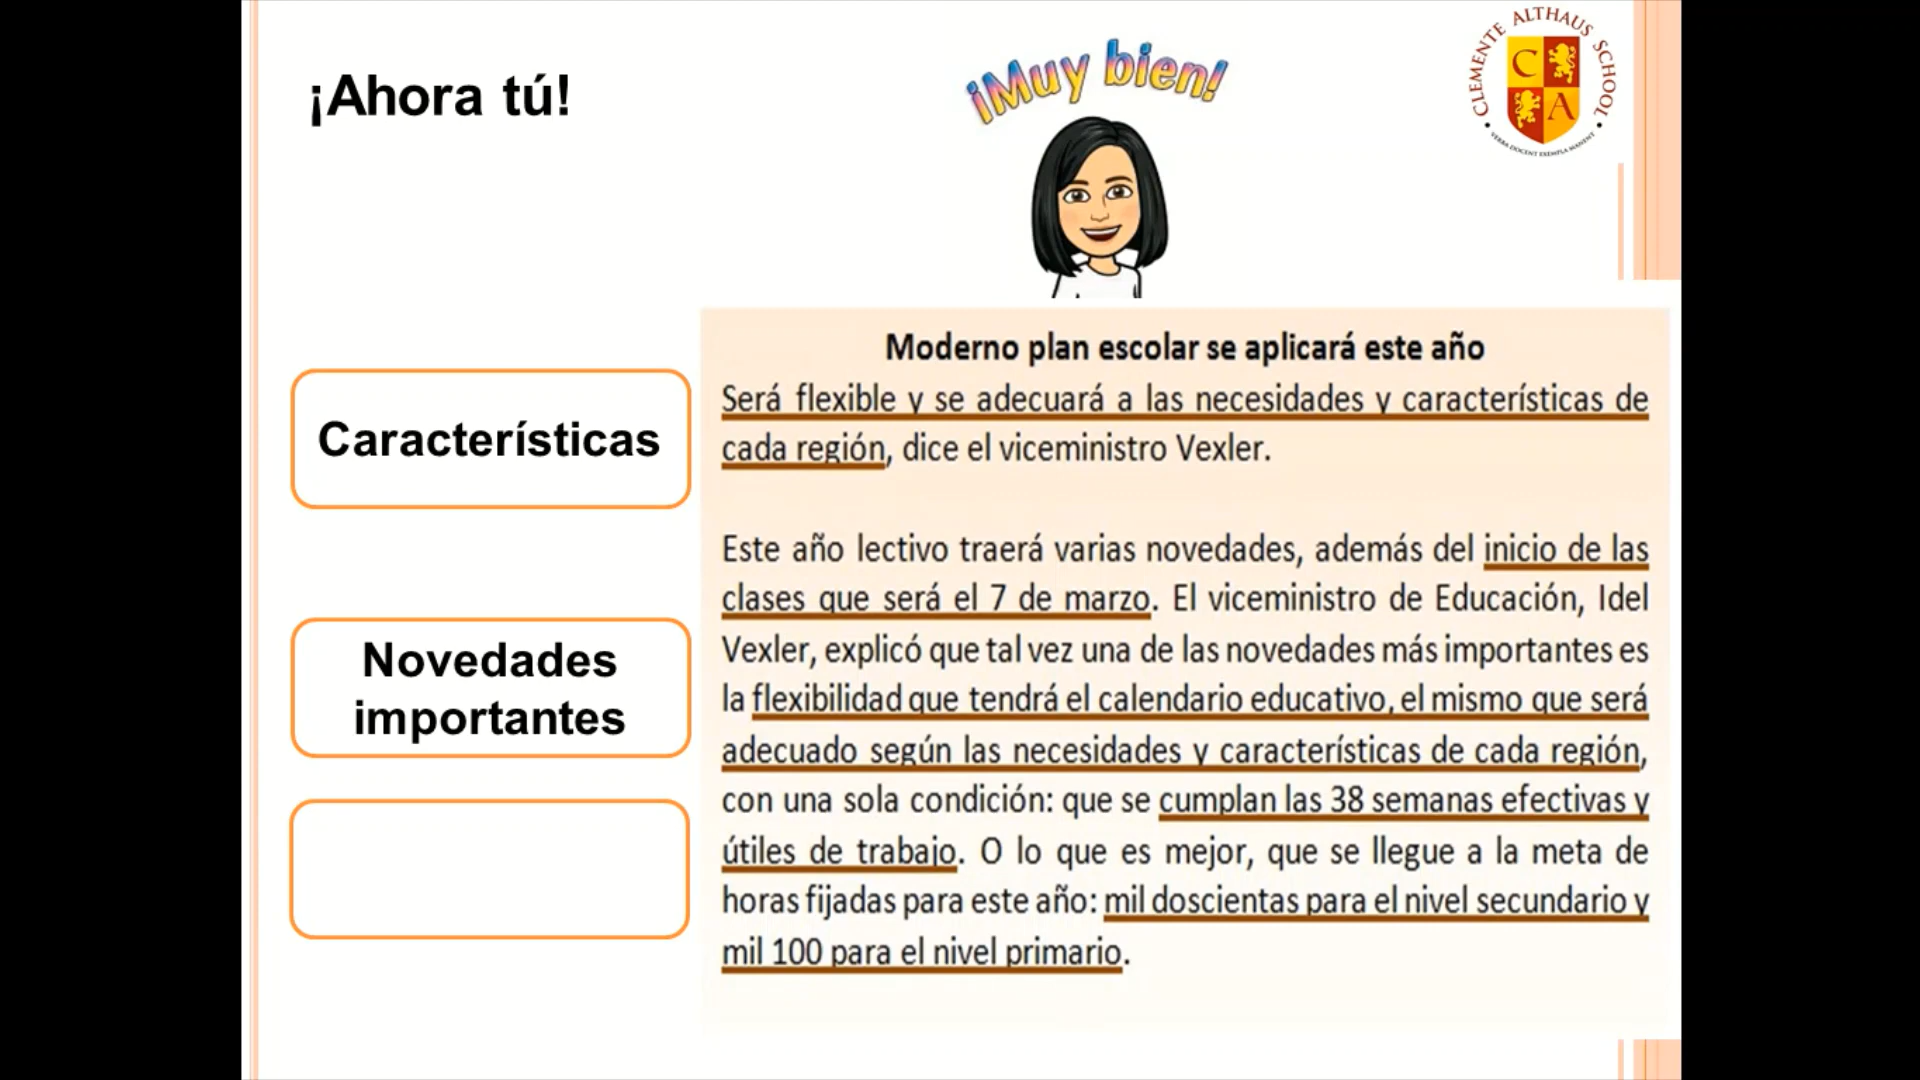 ¡Ahora tú!
¡Muy bien!
CLEMENTE ALTHAUS SCHOOL
C
A
VERBA DOCENT EXEMPLA MANENT
Características
Novedades
importantes
Moderno plan escolar se aplicará este año
Será flexible y se adecuará a las necesidades y características de
cada región, dice el viceministro Vexler.
Este año lectivo traerá varias novedades, además del inicio de las
clases que será el 7 de marzo. El viceministro de Educación, Idel
Vexler, explicó que tal vez una de las novedades más importantes es
la flexibilidad que tendrá el calendario educativo, el mismo que será
adecuado según las necesidades y características de cada región,
con una sola condición: que se cumplan las 38 semanas efectivas y
útiles de trabajo. O lo que es mejor, que se llegue a la meta de
horas fijadas para este año: mil doscientas para el nivel secundario y
mil 100 para el nivel primario.